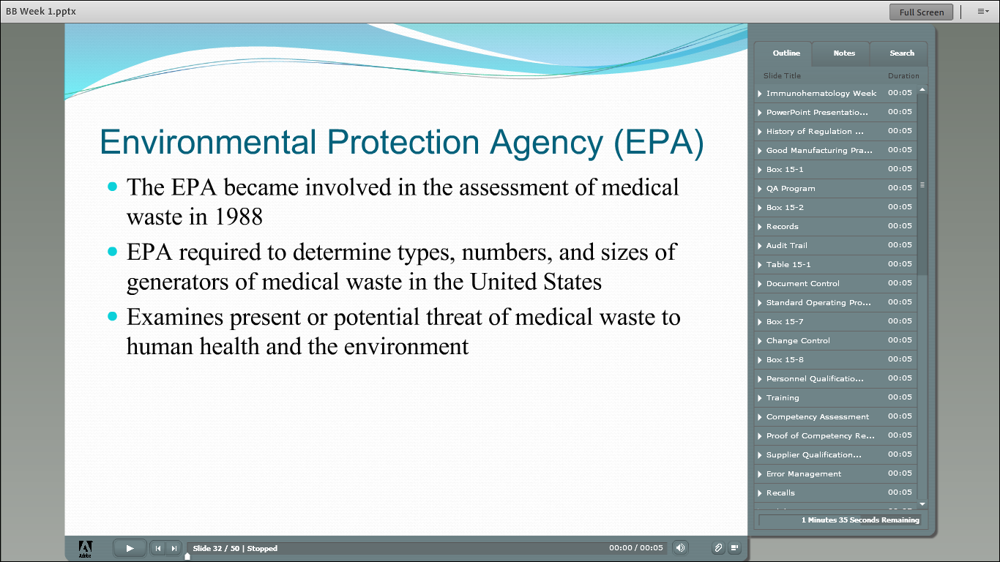 BB Week 1.pptx
Full Screen
Environmental Protection Agency (EPA)
The EPA became involved in the assessment of medical
waste in 1988
EPA required to determine types, numbers, and sizes of
generators of medical waste in the United States
Examines present or potential threat of medical waste to
human health and the environment
Outline Notes Search
Slide Title Duration
Immunohematology Week 00:05
PowerPoint Presentatio... 00:05
History of Regulation ... 00:05
Good Manufacturing Pra... 00:05
Box 15-1 00:05
QA Program 00:05
Box 15-2 00:05
Records 00:05
Audit Trail 00:05
Table 15-1 00:05
Document Control 00:05
Standard Operating Pro... 00:05
Box 15-7 00:05
Change Control 00:05
Box 15-8 00:05
Personnel Qualificatio... 00:05
Training 00:05
Competency Assessment 00:05
Proof of Competency Re... 00:05
Supplier Qualification... 00:05
Error Management 00:05
Recalls 00:05
1 Minutes 35 Seconds Remaining
Adobe
Slide 32 / 50 | Stopped 00:00 / 00:05